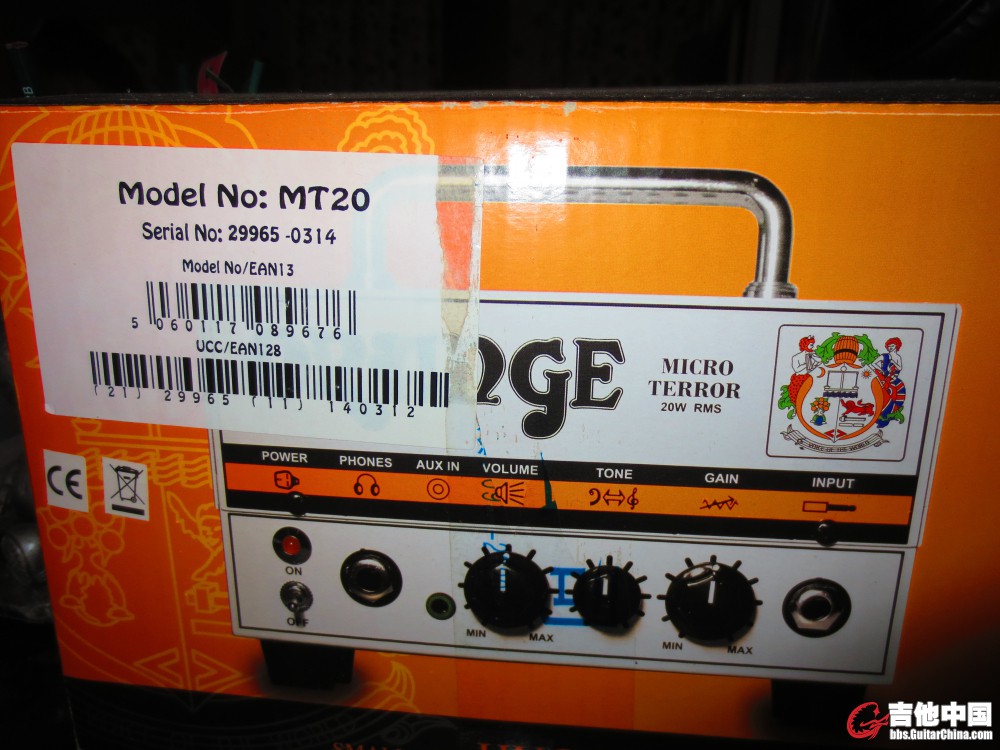 Model No: MT20
Serial No: 29965 -0314
Model No/EAN13
5 060117 089676
UCC/EAN128
(21) 29965 (11) 140312
NGE
MICRO
TERROR
20W RMS
POWER PHONES AUX IN VOLUME TONE GAIN INPUT
ON
OFF
MIN MAX MIN MAX
CE
吉他中国
bbs.GuitarChina.com